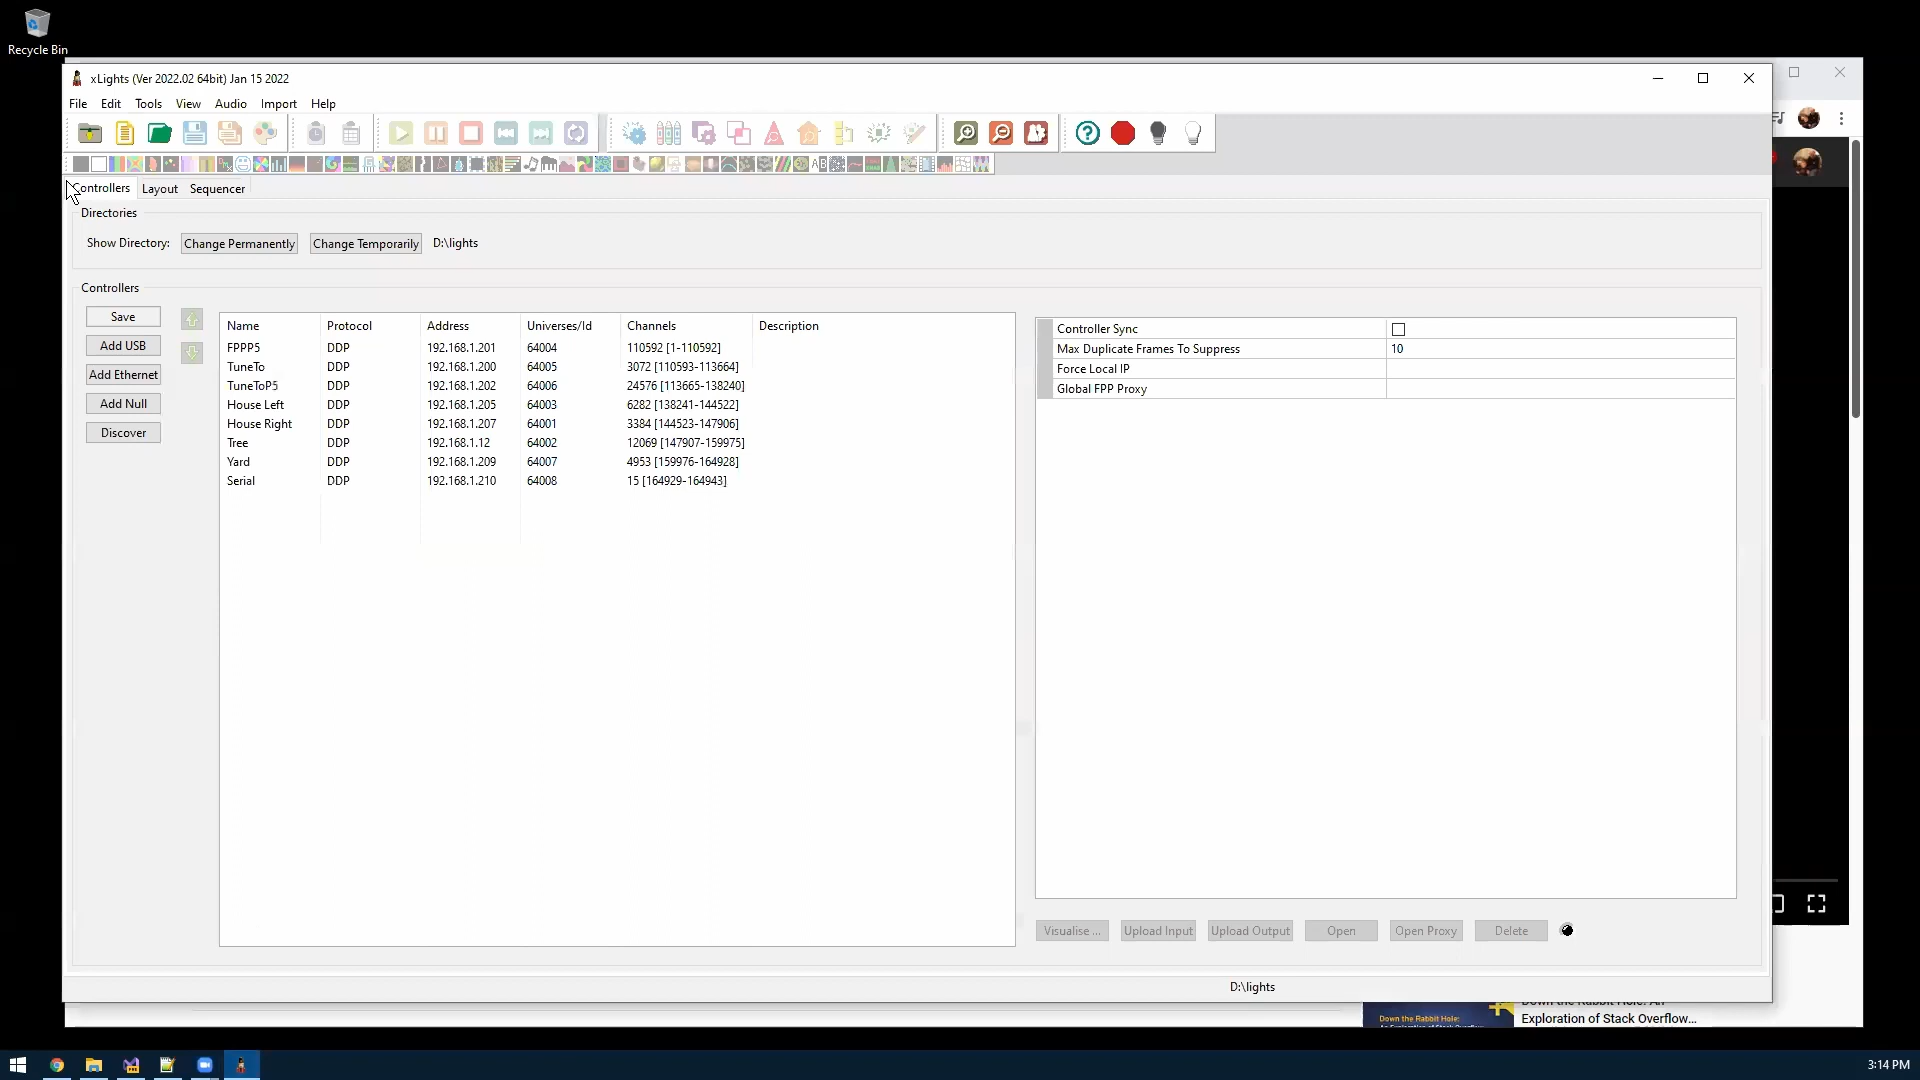 Recycle Bin
xLights (Ver 2022.02 64bit) Jan 15 2022
File Edit Tools View Audio Import Help
Controllers Layout Sequencer
Directories
Show Directory: Change Permanently Change Temporarily D:\lights
Controllers
Save
Add USB
Add Ethernet
Add Null
Discover
Name Protocol Address Universes/Id Channels Description
FPPP5 DDP 192.168.1.201 64004 110592 [1-110592]
TuneTo DDP 192.168.1.200 64005 3072 [110593-113664]
TuneToP5 DDP 192.168.1.202 64006 24576 [113665-138240]
House Left DDP 192.168.1.205 64003 6282 [138241-144522]
House Right DDP 192.168.1.207 64001 3384 [144523-147906]
Tree DDP 192.168.1.12 64002 12069 [147907-159975]
Yard DDP 192.168.1.209 64007 4953 [159976-164928]
Serial DDP 192.168.1.210 64008 15 [164929-164943]
Controller Sync
Max Duplicate Frames To Suppress 10
Force Local IP
Global FPP Proxy
Visualise ... Upload Input Upload Output Open Open Proxy Delete
D:\lights
Down the Rabbit Hole:
Down the Rabbit Hole: An
Exploration of Stack Overflow...
3:14 PM